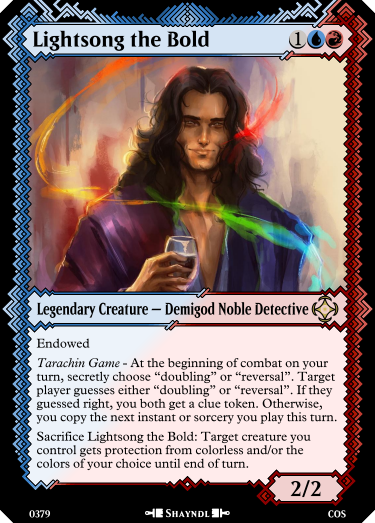 Lightsong the Bold 1
Legendary Creature — Demigod Noble Detective
Endowed
Tarachin Game - At the beginning of combat on your
turn, secretly choose “doubling” or “reversal”. Target
player guesses either “doubling” or “reversal”. If they
guessed right, you both get a clue token. Otherwise,
you copy the next instant or sorcery you play this turn.
Sacrifice Lightsong the Bold: Target creature you
control gets protection from colorless and/or the
colors of your choice until end of turn.
2/2
0379 Shayndl COS